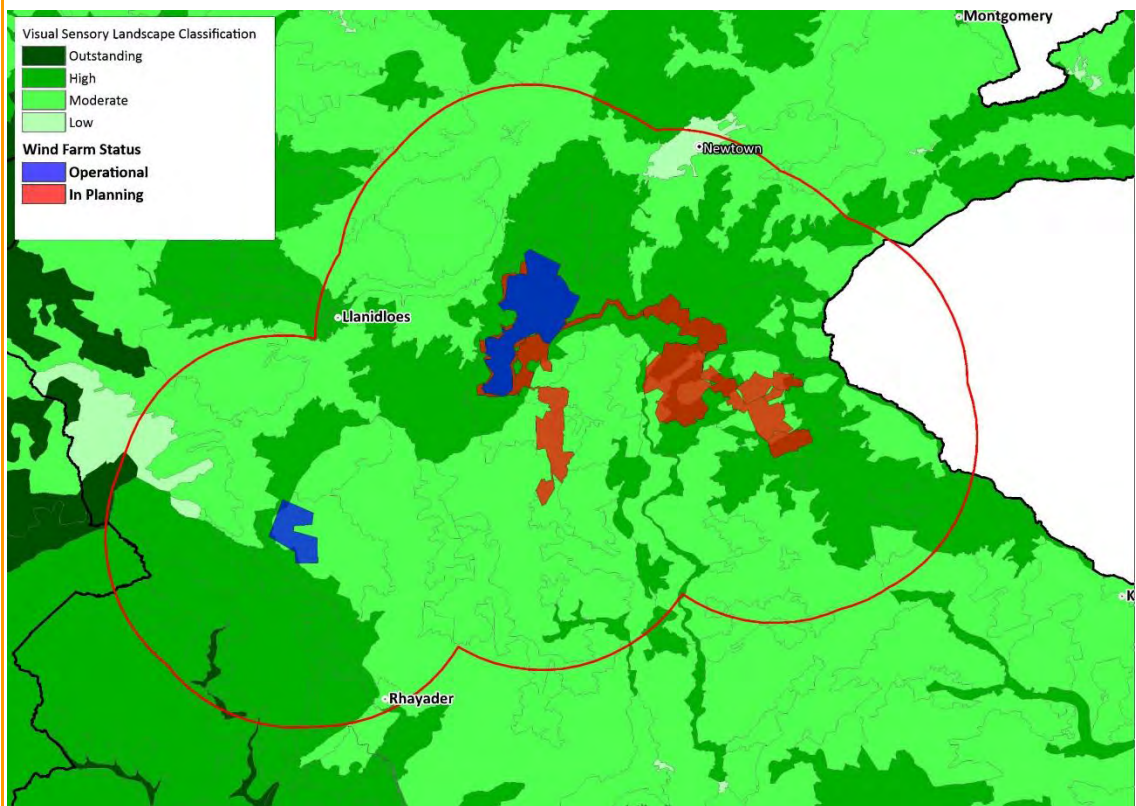 Montgomery
Visual Sensory Landscape Classification
Outstanding
High
Moderate
Low
Wind Farm Status
Operational
In Planning
Newtown
Llanidloes
K
Rhayader